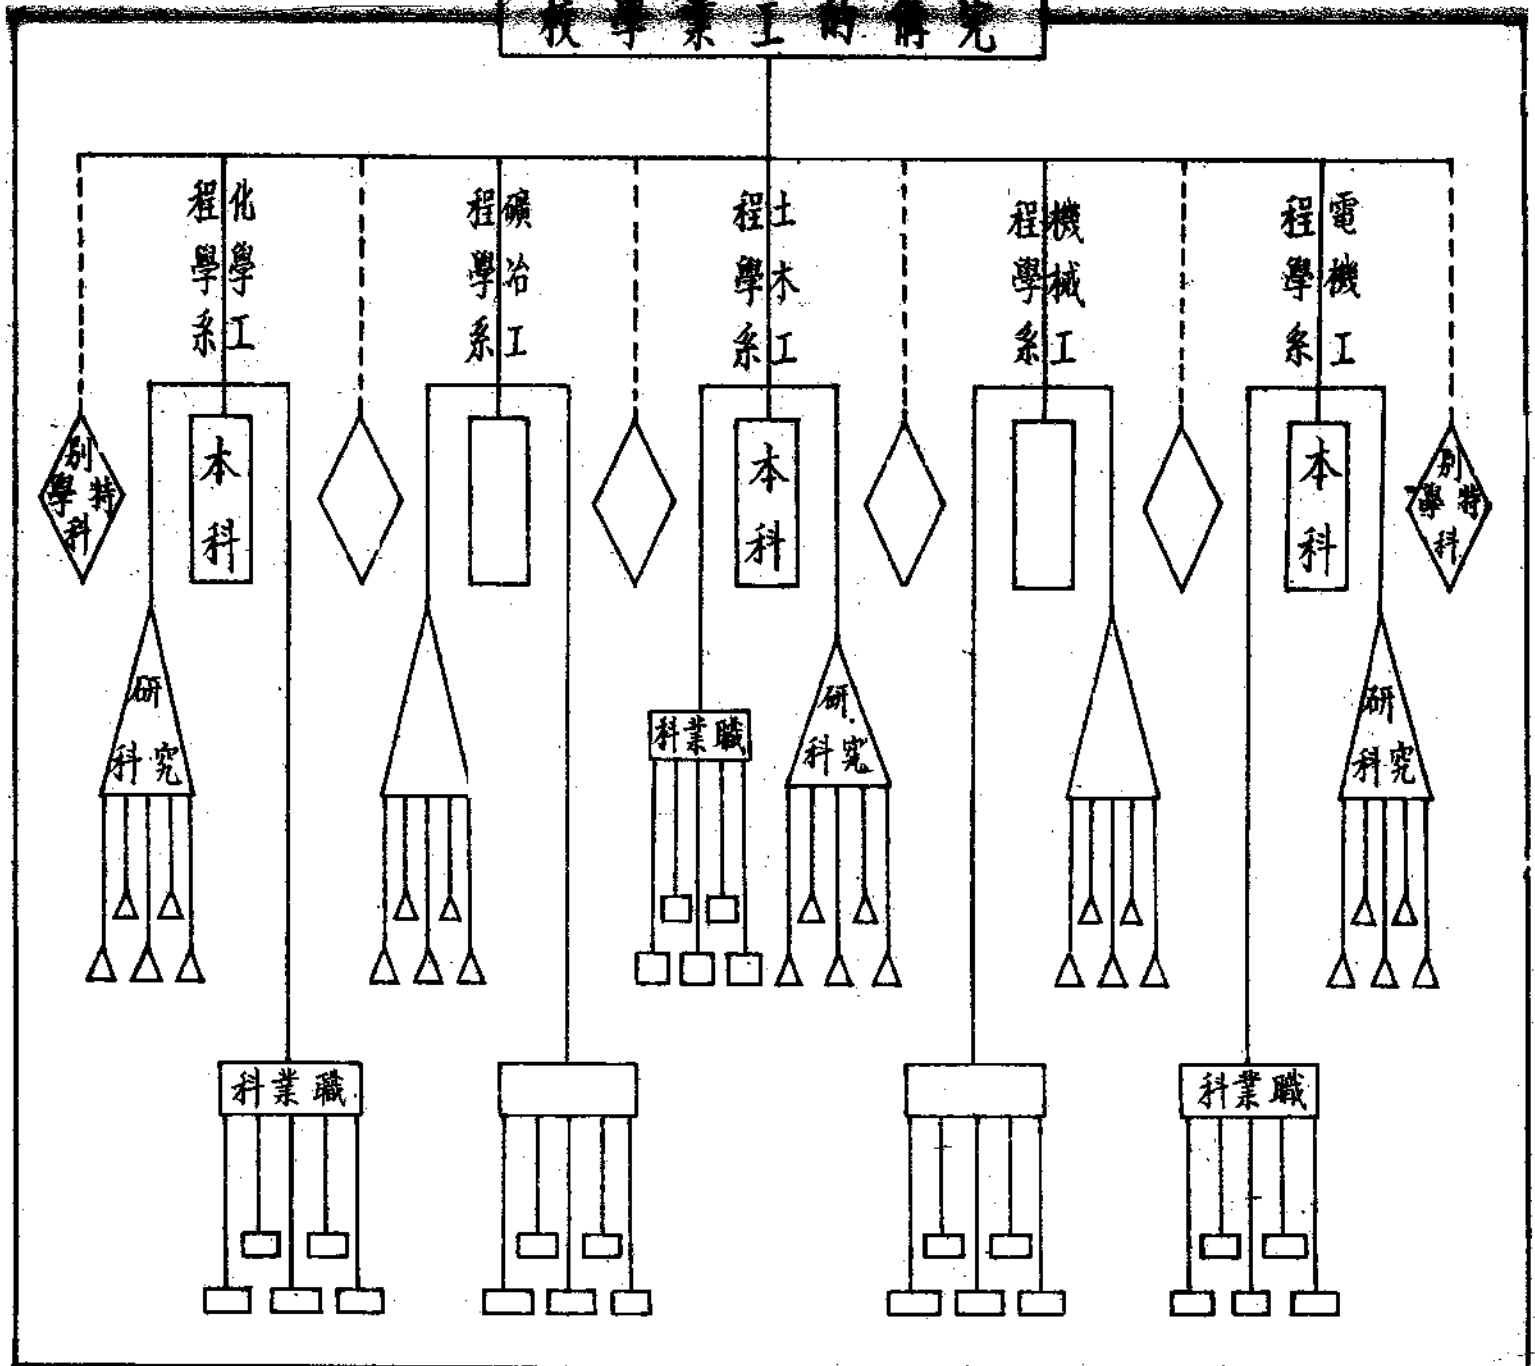 完備的工業學校
電機工
程學系
機械工
程學系
土木工
程學系
礦冶工
程學系
化學工
程學系
特別學科
本科
本科
本科
特別學科
研究科
研究科
職業科
研究科
職業科
職業科